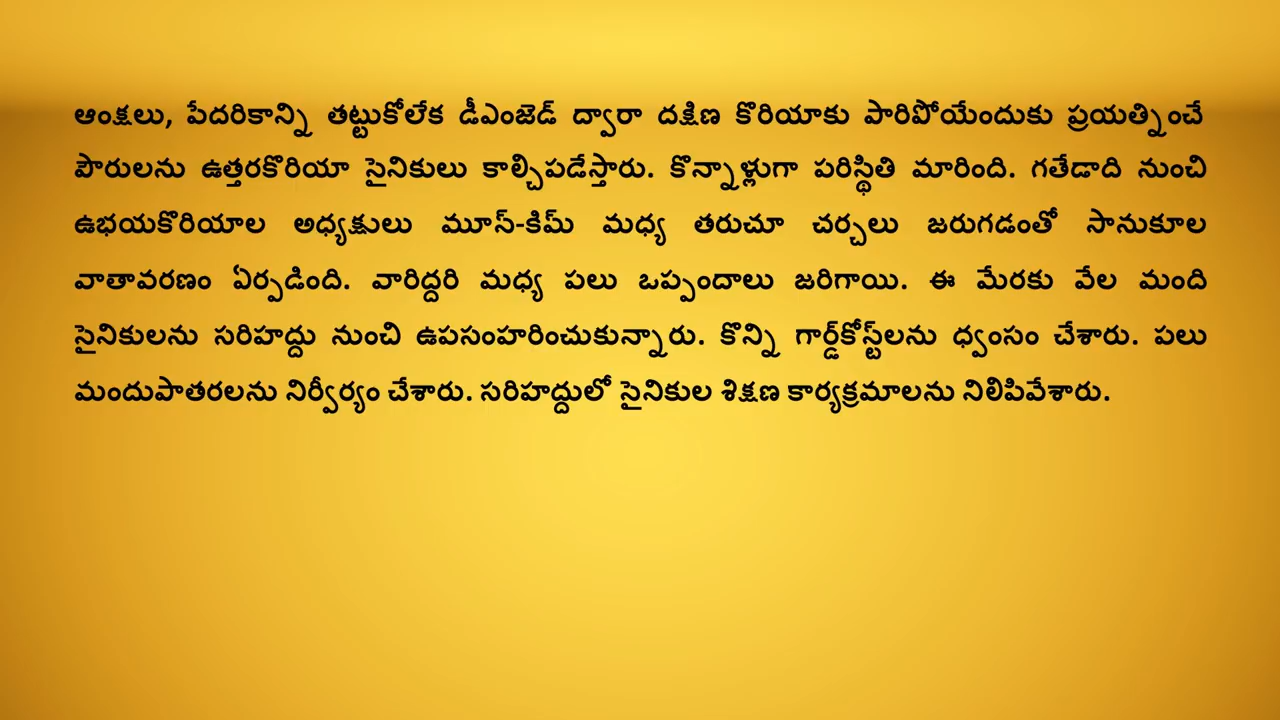 ఆంక్షలు, పేదరికాన్ని తట్టుకోలేక డీఎంజెడ్ ద్వారా దక్షిణ కొరియాకు పారిపోయేందుకు ప్రయత్నించే
పౌరులను ఉత్తరకొరియా సైనికులు కాల్చిపడేస్తారు. కొన్నాళ్లుగా పరిస్థితి మారింది. గతేడాది నుంచి
ఉభయకొరియాల అధ్యక్షులు మూన్-కిమ్ మధ్య తరుచూ చర్చలు జరుగడంతో సానుకూల
వాతావరణం ఏర్పడింది. వారిద్దరి మధ్య పలు ఒప్పందాలు జరిగాయి. ఈ మేరకు వేల మంది
సైనికులను సరిహద్దు నుంచి ఉపసంహరించుకున్నారు. కొన్ని గార్డ్‌కోస్ట్‌లను ధ్వంసం చేశారు. పలు
మందుపాతరలను నిర్వీర్యం చేశారు. సరిహద్దులో సైనికుల శిక్షణ కార్యక్రమాలను నిలిపివేశారు.